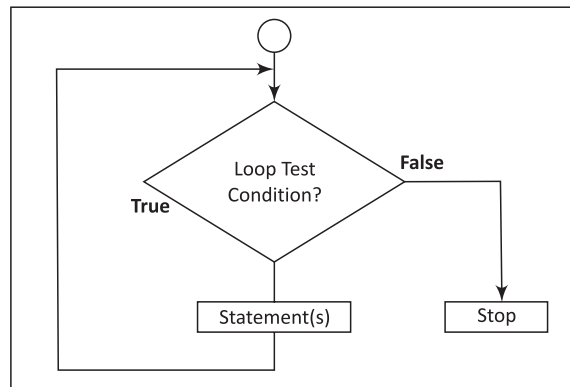 Loop Test
Condition?
True
False
Statement(s)
Stop